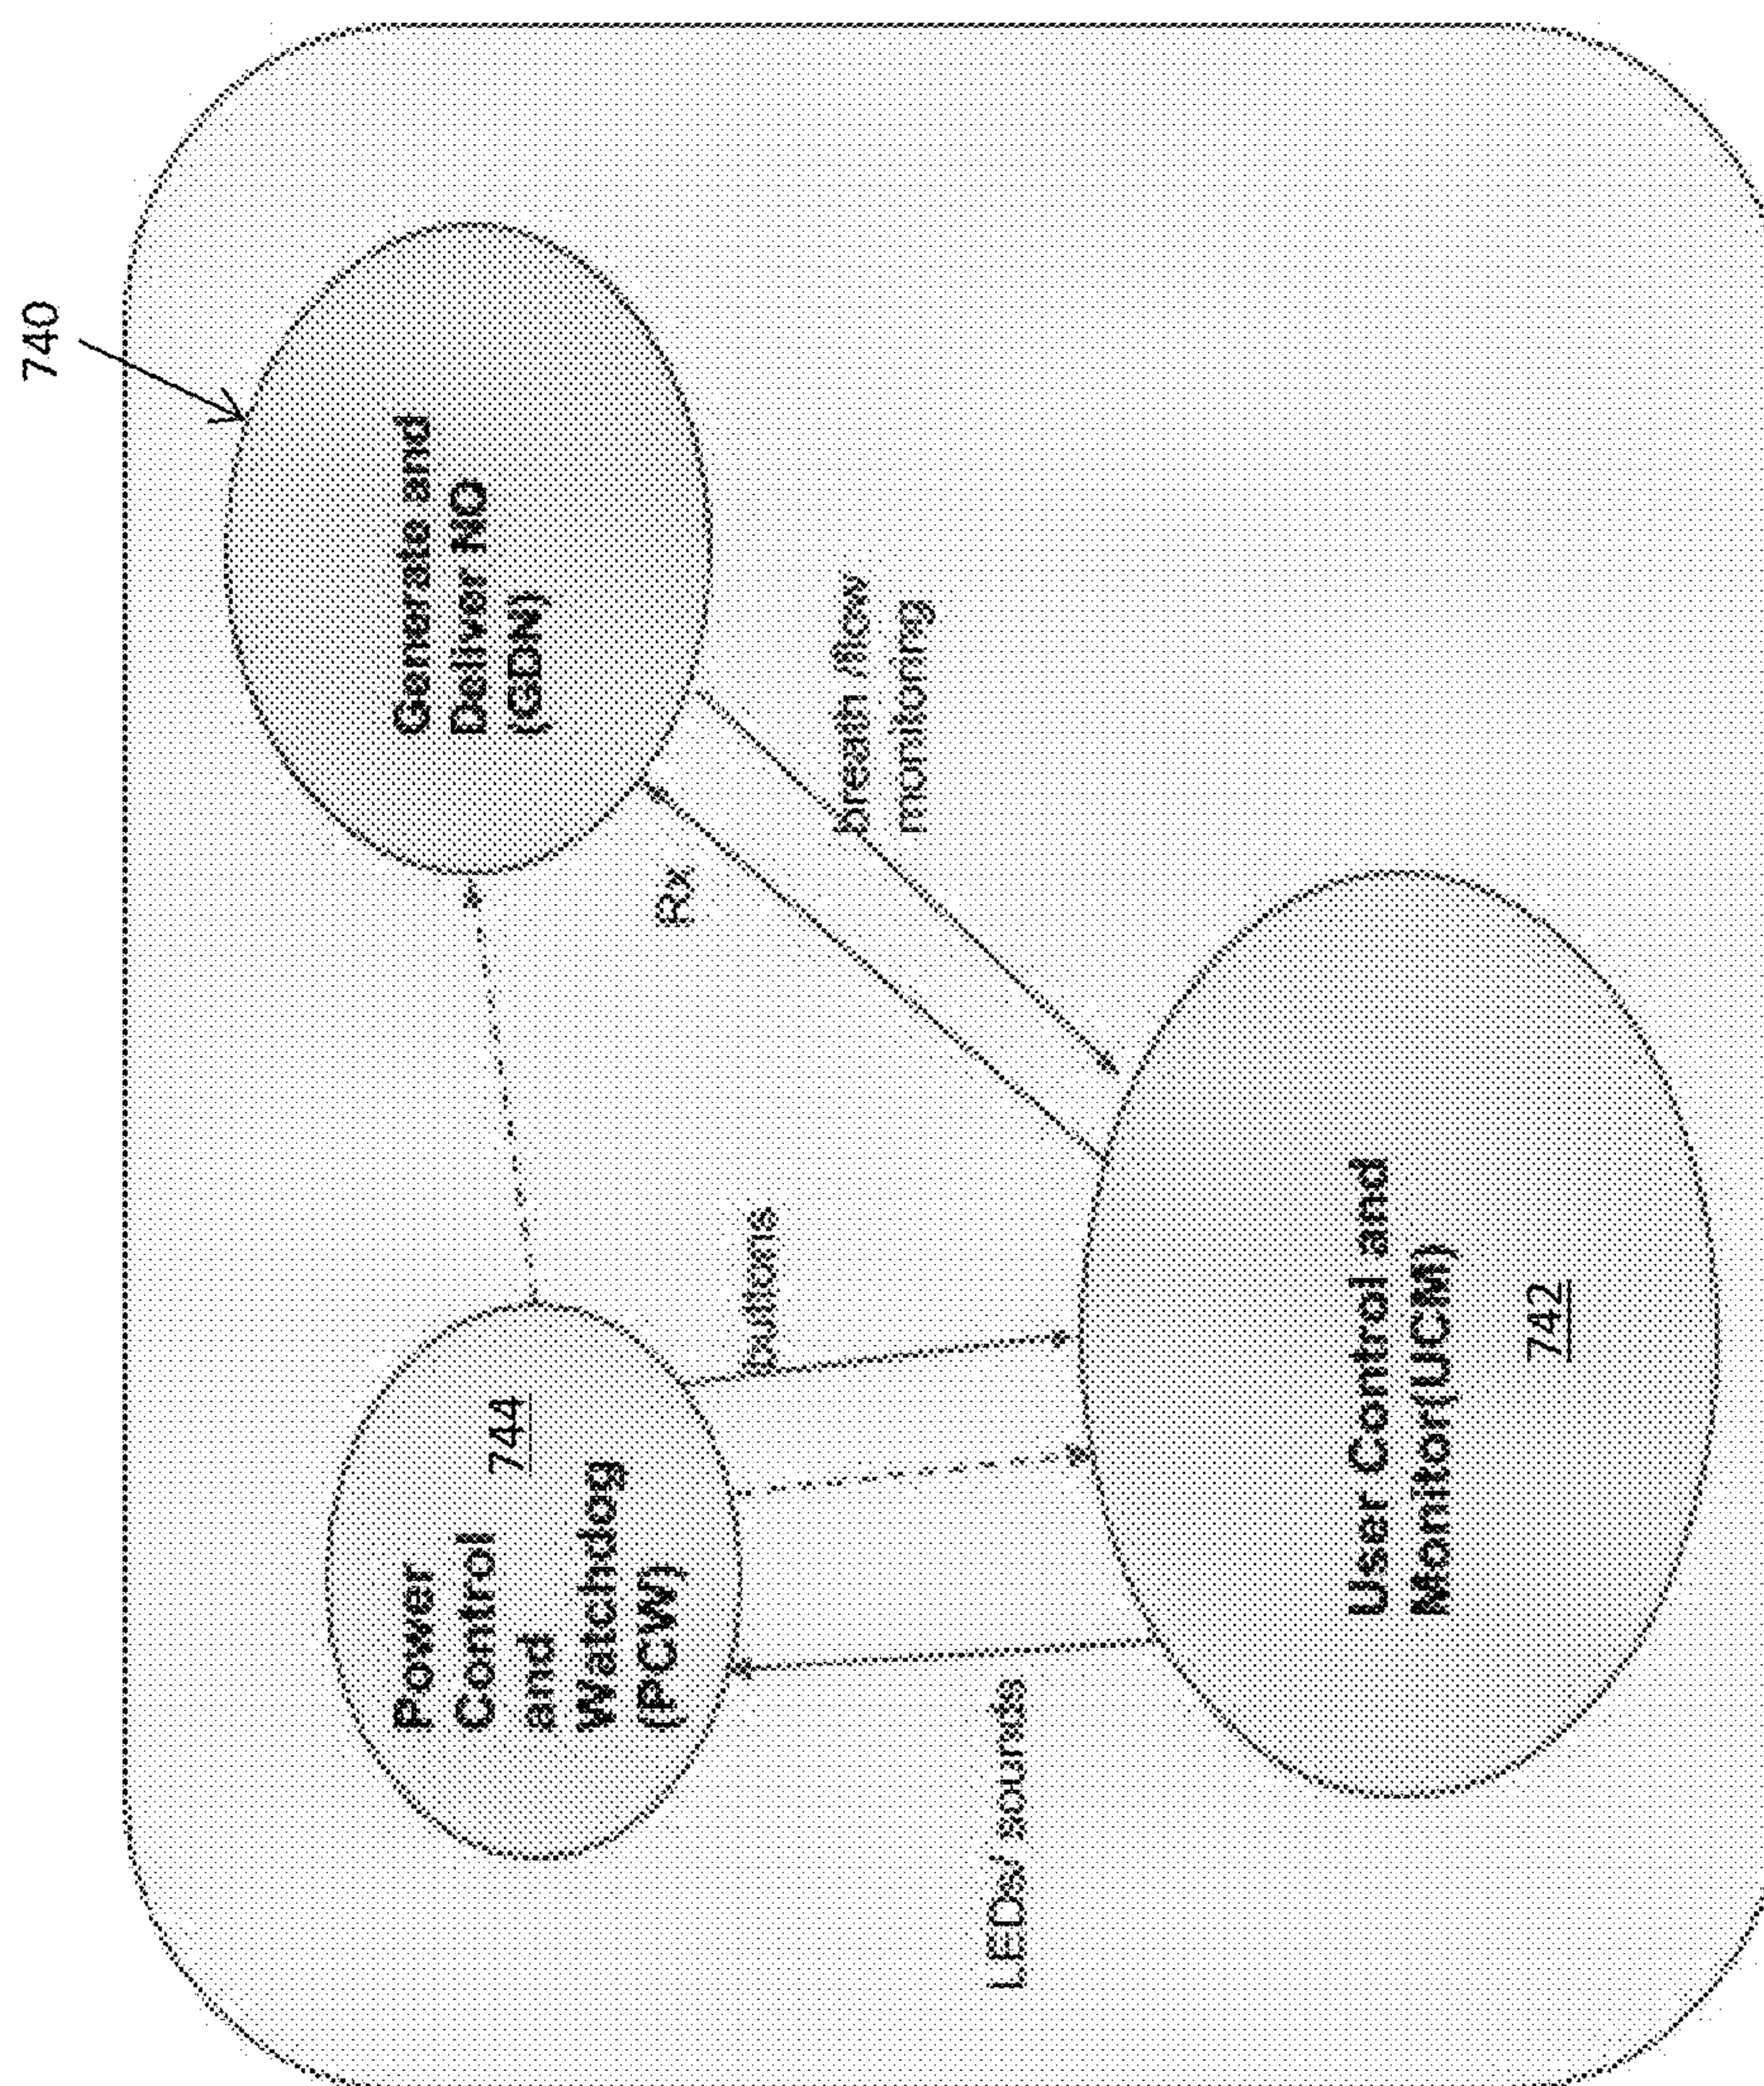 740
Power
Control
744
and
Watchdog
(PCW)
Generate and
Deliver NO
(GDN)
Rx
breath /flow
monitoring
buttons
LEDs/ sounds
User Control and
Monitor(UCM)
742